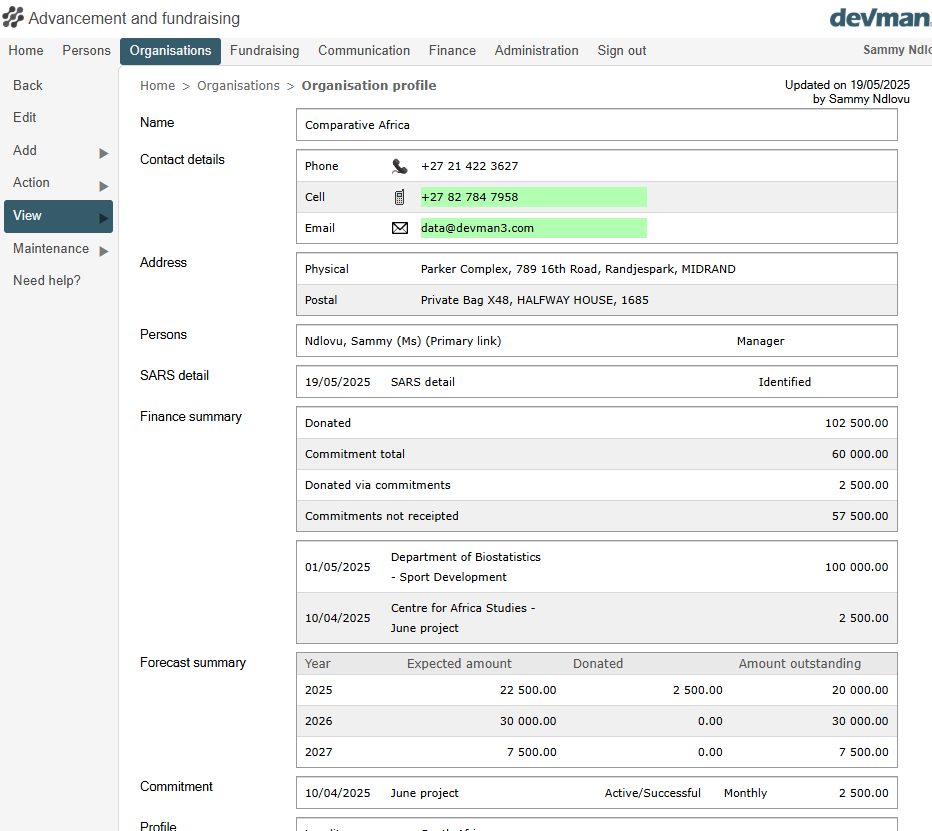 Advancement and fundraising
devman
Home Persons Organisations Fundraising Communication Finance Administration Sign out Sammy
Back
Edit
Add
Action
View
Maintenance
Need help?
Home > Organisations > Organisation profile
Updated on 19/05/2025
by Sammy Ndlovu
Name
Comparative Africa
Contact details
Phone +27 21 422 3627
Cell +27 82 784 7958
Email data@devman3.com
Address
Physical Parker Complex, 789 16th Road, Randjespark, MIDRAND
Postal Private Bag X48, HALFWAY HOUSE, 1685
Persons
Ndlovu, Sammy (Ms) (Primary link) Manager
SARS detail
19/05/2025 SARS detail Identified
Finance summary
Donated 102 500.00
Commitment total 60 000.00
Donated via commitments 2 500.00
Commitments not receipted 57 500.00
01/05/2025 Department of Biostatistics
- Sport Development 100 000.00
10/04/2025 Centre for Africa Studies -
June project 2 500.00
Forecast summary
Year Expected amount Donated Amount outstanding
2025 22 500.00 2 500.00 20 000.00
2026 30 000.00 0.00 30 000.00
2027 7 500.00 0.00 7 500.00
Commitment
10/04/2025 June project Active/Successful Monthly 2 500.00
Profile